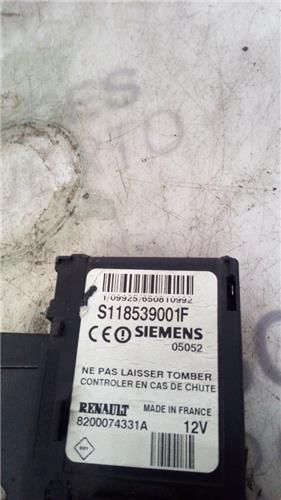 1/09925/650810992
S118539001F
CE SIEMENS
05052
NE PAS LAISSER TOMBER
CONTROLER EN CAS DE CHUTE
RENAULT MADE IN FRANCE
8200074331A 12V